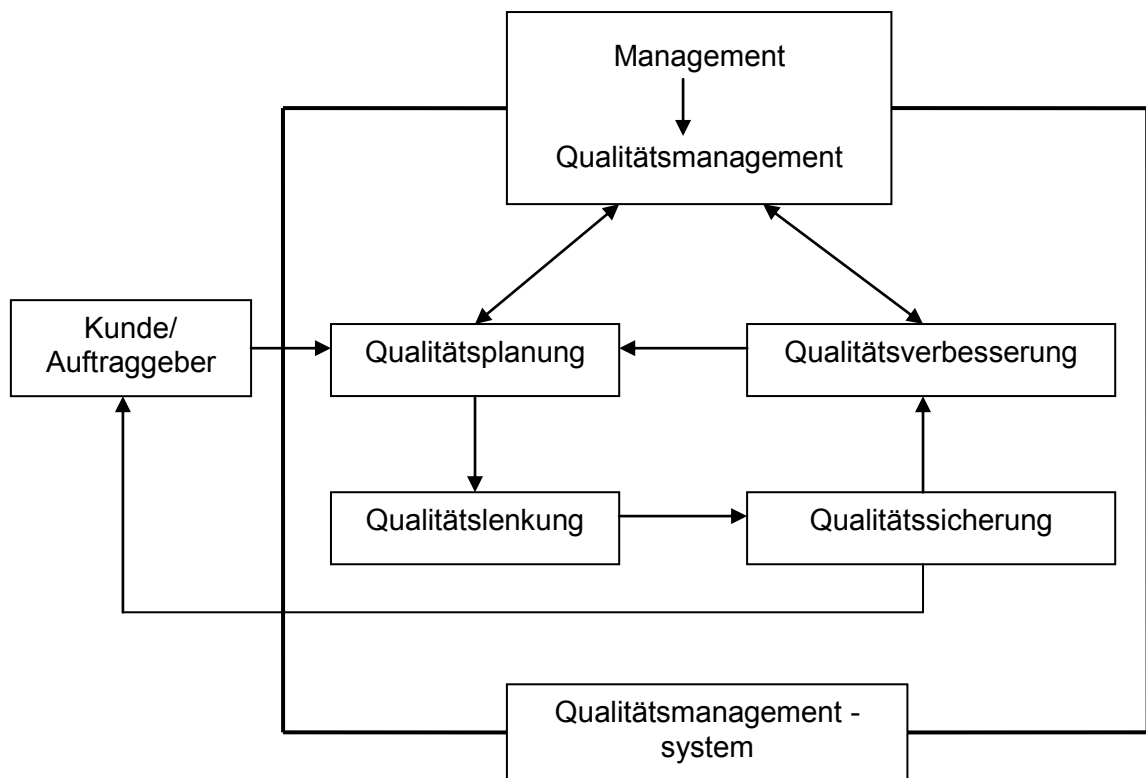 Management
Qualitätsmanagement
Kunde/
Auftraggeber
Qualitätsplanung
Qualitätsverbesserung
Qualitätslenkung
Qualitätssicherung
Qualitätsmanagement -
system